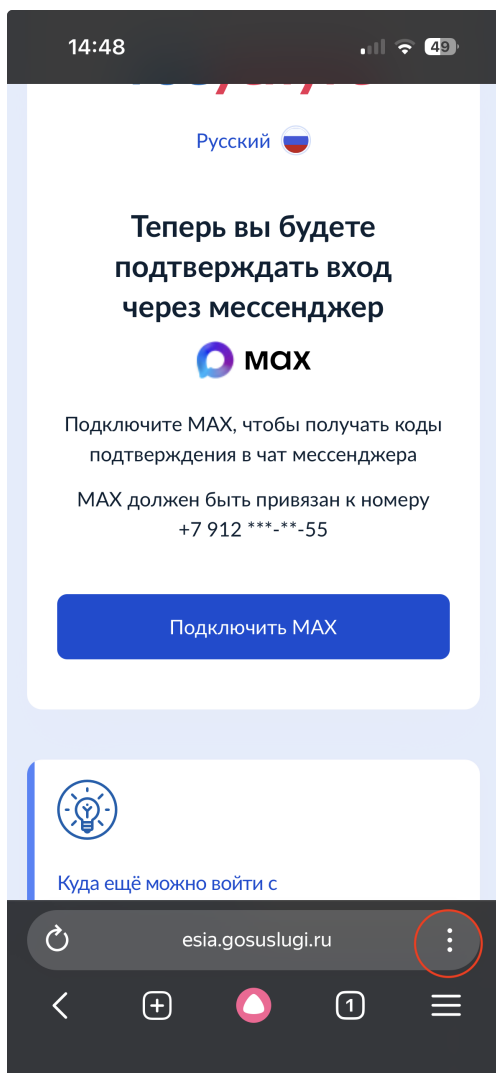 14:48
49
Русский
Теперь вы будете
подтверждать вход
через мессенджер
мах
Подключите MAX, чтобы получать коды
подтверждения в чат мессенджера
MAX должен быть привязан к номеру
+7 912 ***-**-55
Подключить MAX
Куда ещё можно войти с
esia.gosuslugi.ru
1